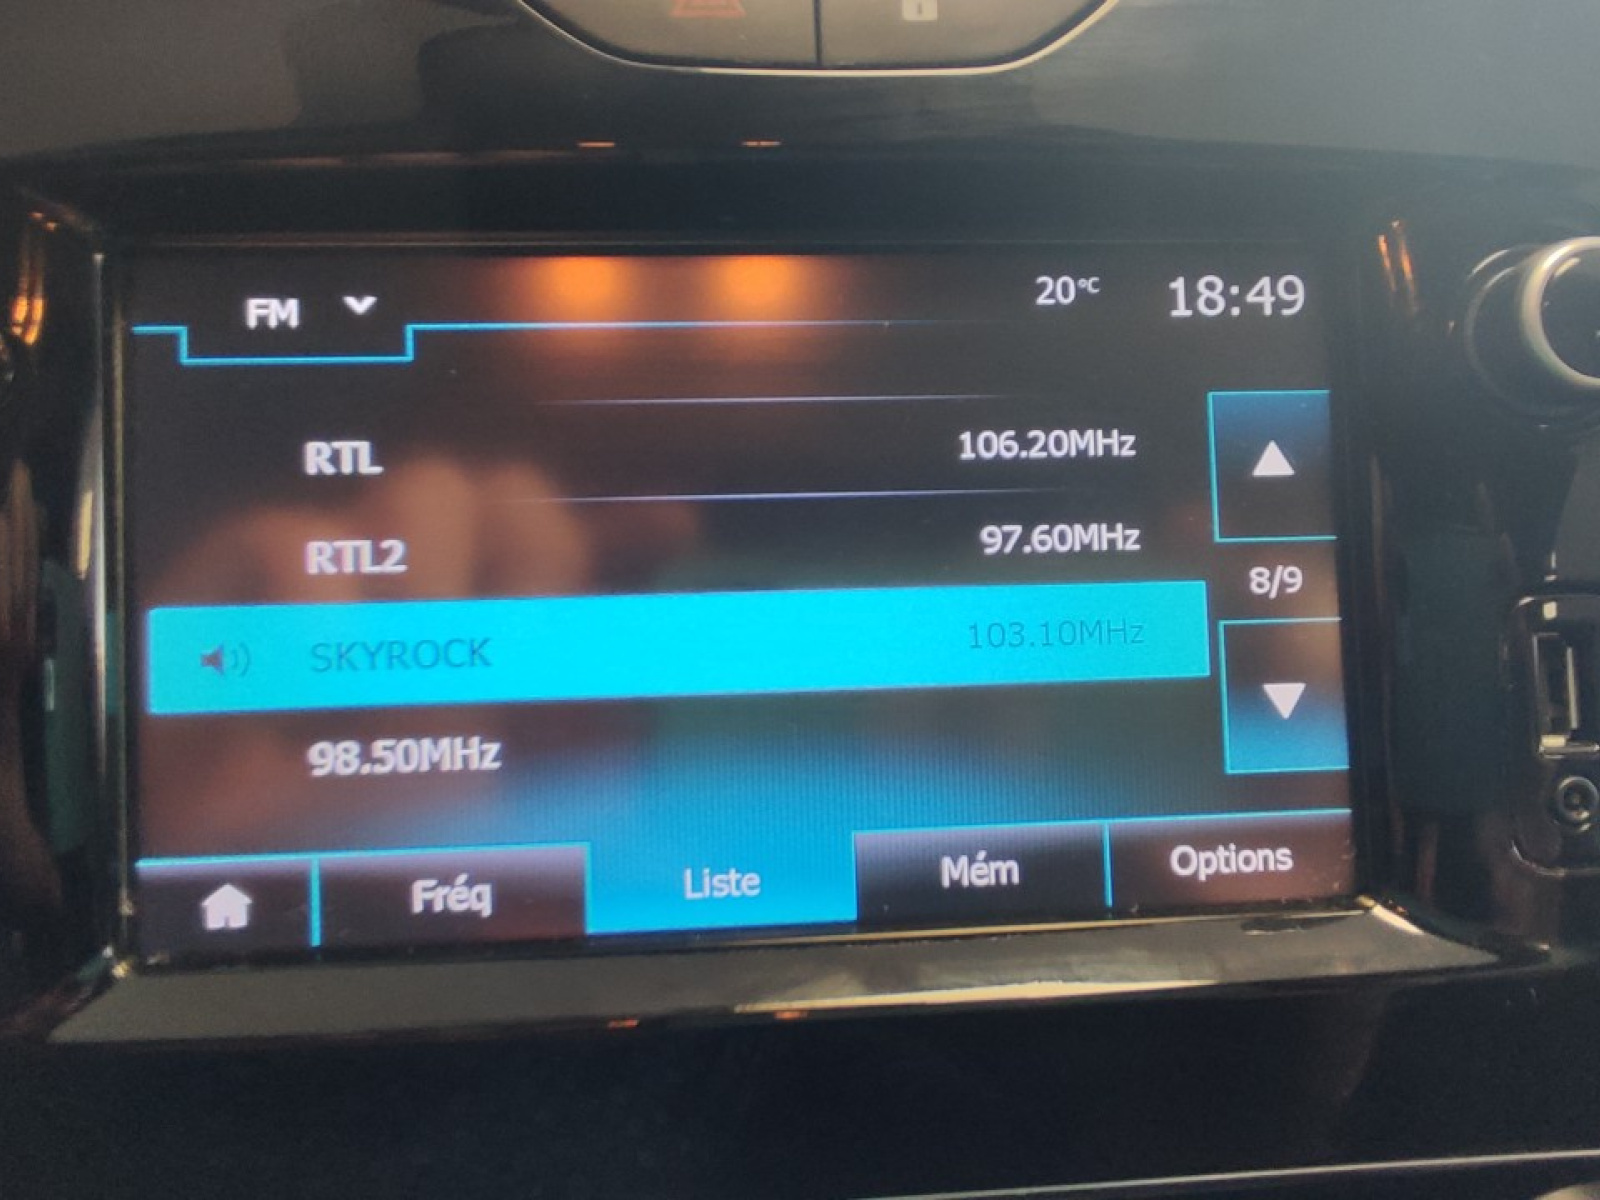 FM 20°C 18:49
RTL 106.20MHz
RTL2 97.60MHz
8/9
SKYROCK 103.10MHz
98.50MHz
Fréq Liste Mém Options